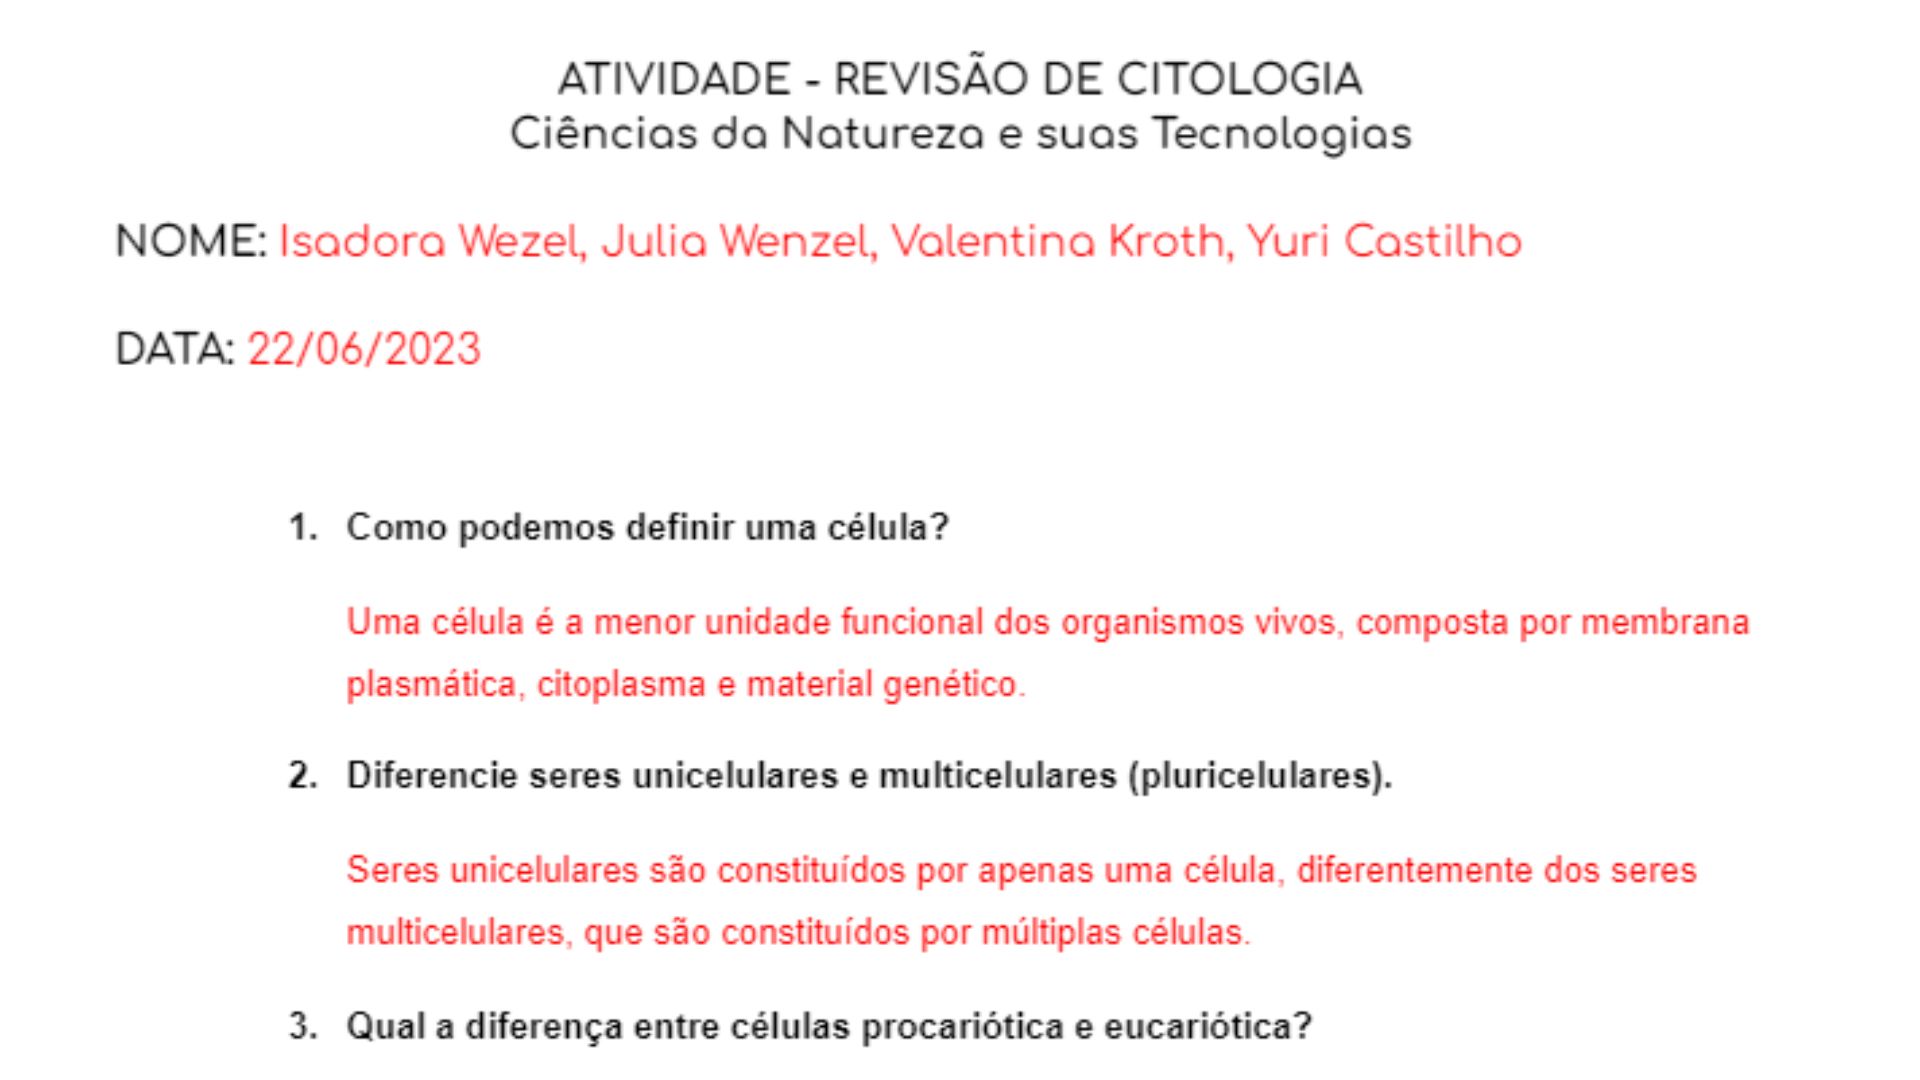 ATIVIDADE - REVISÃO DE CITOLOGIA
Ciências da Natureza e suas Tecnologias
NOME: Isadora Wezel, Julia Wenzel, Valentina Kroth, Yuri Castilho
DATA: 22/06/2023
1. Como podemos definir uma célula?
Uma célula é a menor unidade funcional dos organismos vivos, composta por membrana
plasmática, citoplasma e material genético.
2. Diferencie seres unicelulares e multicelulares (pluricelulares).
Seres unicelulares são constituídos por apenas uma célula, diferentemente dos seres
multicelulares, que são constituídos por múltiplas células.
3. Qual a diferença entre células procariótica e eucariótica?